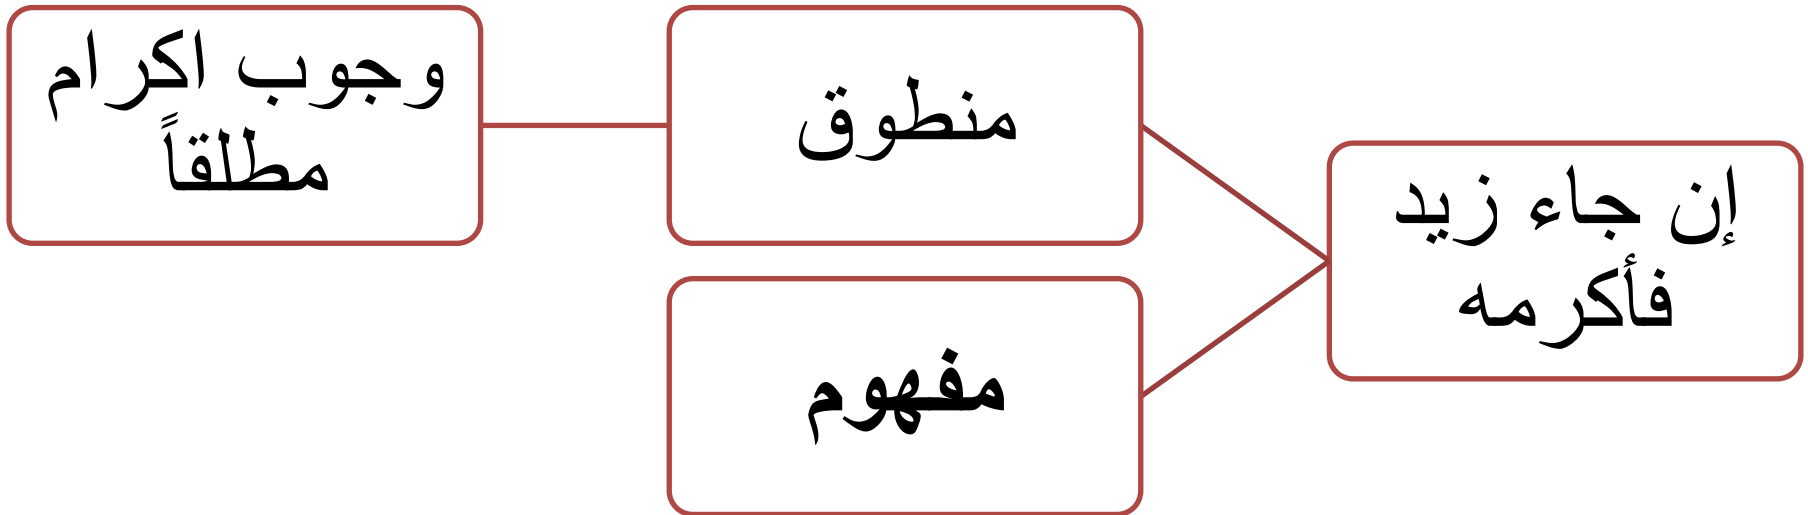 إن جاء زيد
فأكرمه
منطوق
وجوب اكرام
مطلقاً
مفهوم